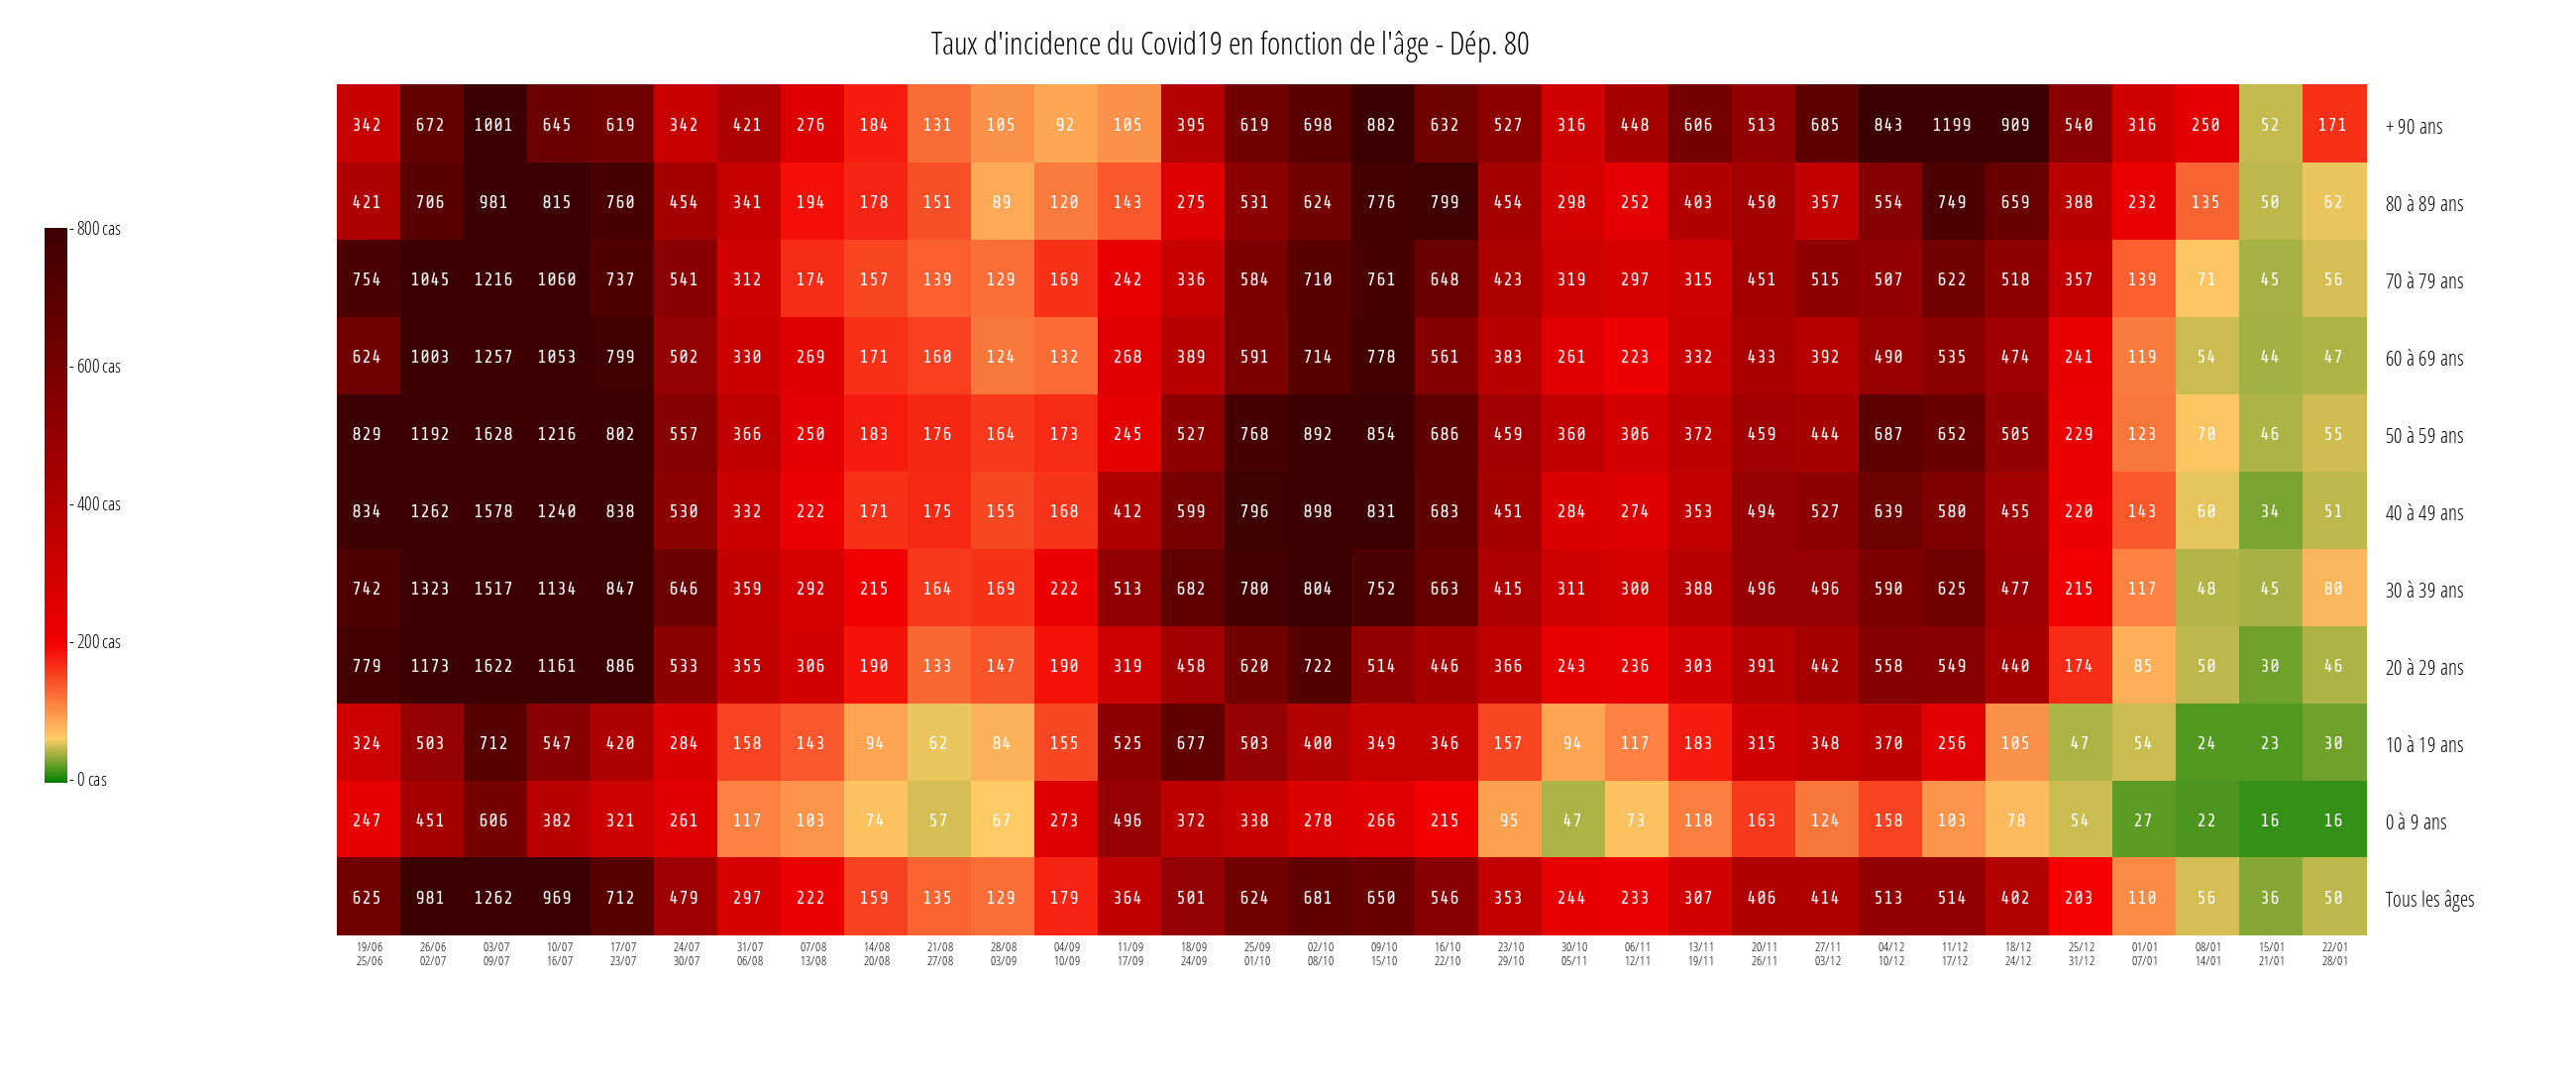 Taux d'incidence du Covid19 en fonction de l'âge - Dép. 80
342 672 1001 645 619 342 421 276 184 131 105 92 105 395 619 698 882 632 527 316 448 606 513 685 843 1199 909 540 316 250 52 171 + 90 ans
421 706 981 815 760 454 341 194 178 151 89 120 143 275 531 624 776 799 454 298 252 403 450 357 554 749 659 388 232 135 50 62 80 à 89 ans
- 800 cas
754 1045 1216 1060 737 541 312 174 157 139 129 169 242 336 584 710 761 648 423 319 297 315 451 515 507 622 518 357 139 71 45 56 70 à 79 ans
624 1003 1257 1053 799 502 330 269 171 160 124 132 268 389 591 714 778 561 383 261 223 332 433 392 490 535 474 241 119 54 44 47 60 à 69 ans
- 600 cas
829 1192 1628 1216 802 557 366 250 183 176 164 173 245 527 768 892 854 686 459 360 306 372 459 444 687 652 505 229 123 70 46 55 50 à 59 ans
- 400 cas
834 1262 1578 1240 838 530 332 222 171 175 155 168 412 599 796 898 831 683 451 284 274 353 494 527 639 580 455 220 143 60 34 51 40 à 49 ans
742 1323 1517 1134 847 646 359 292 215 164 169 222 513 682 780 804 752 663 415 311 300 388 496 496 590 625 477 215 117 48 45 80 30 à 39 ans
- 200 cas
779 1173 1622 1161 886 533 355 306 190 133 147 190 319 458 620 722 514 446 366 243 236 303 391 442 558 549 440 174 85 50 30 46 20 à 29 ans
324 503 712 547 420 284 158 143 94 62 84 155 525 677 503 400 349 346 157 94 117 183 315 348 370 256 105 47 54 24 23 30 10 à 19 ans
- 0 cas
247 451 606 382 321 261 117 103 74 57 67 273 496 372 338 278 266 215 95 47 73 118 163 124 158 103 78 54 27 22 16 16 0 à 9 ans
625 981 1262 969 712 479 297 222 159 135 129 179 364 501 624 681 650 546 353 244 233 307 406 414 513 514 402 203 110 56 36 50 Tous les âges
19/06 26/06 03/07 10/07 17/07 24/07 31/07 07/08 14/08 21/08 28/08 04/09 11/09 18/09 25/09 02/10 09/10 16/10 23/10 30/10 06/11 13/11 20/11 27/11 04/12 11/12 18/12 25/12 01/01 08/01 15/01 22/01
25/06 02/07 09/07 16/07 23/07 30/07 06/08 13/08 20/08 27/08 03/09 10/09 17/09 24/09 01/10 08/10 15/10 22/10 29/10 05/11 12/11 19/11 26/11 03/12 10/12 17/12 24/12 31/12 07/01 14/01 21/01 28/01